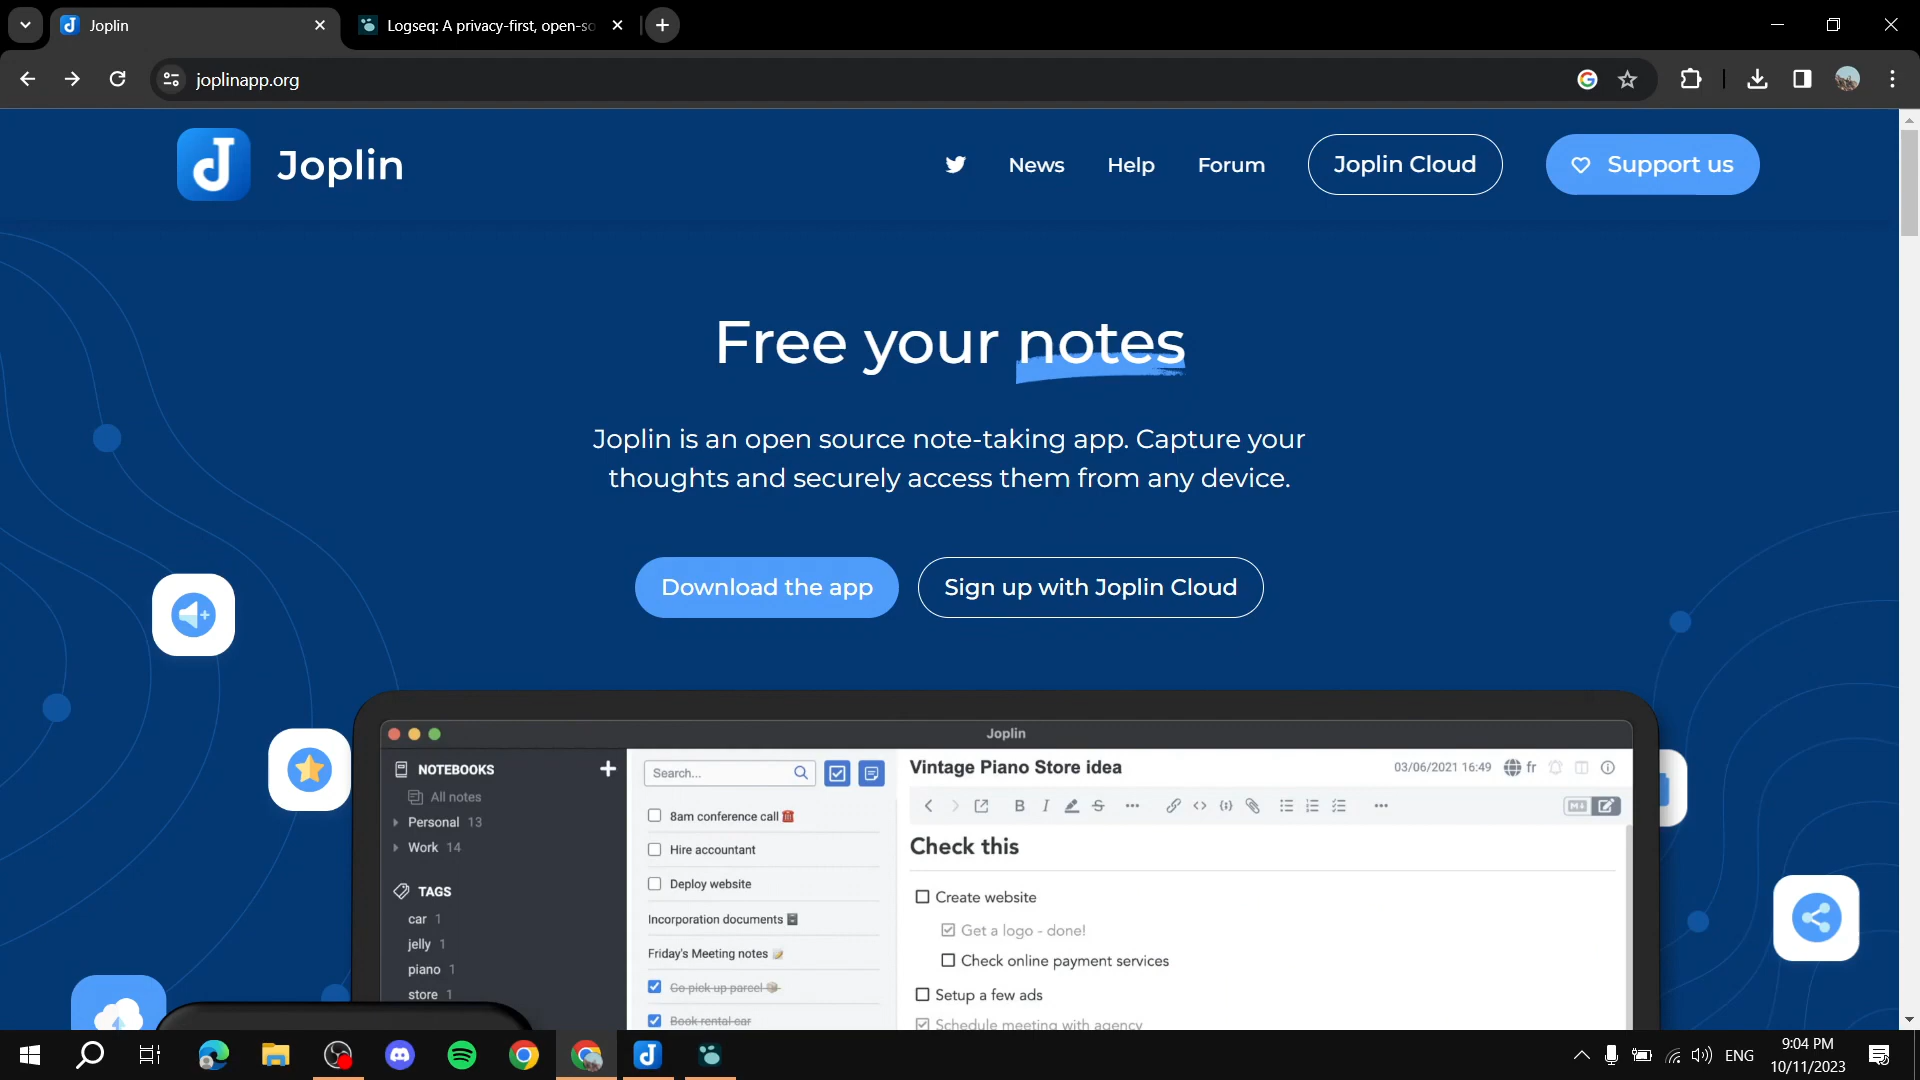 Joplin
Logseq: A privacy-first, open-so
joplinapp.org
Joplin
News
Help
Forum
Joplin Cloud
Support us
Free your notes
Joplin is an open source note-taking app. Capture your
thoughts and securely access them from any device.
Download the app
Sign up with Joplin Cloud
Joplin
NOTEBOOKS
All notes
Personal 13
Work 14
TAGS
car 1
jelly 1
piano 1
store 1
Search...
8am conference call
Hire accountant
Deploy website
Incorporation documents
Friday's Meeting notes
Go pick up parcel
Book rental car
Vintage Piano Store idea
03/06/2021 16:49
fr
Check this
Create website
Get a logo - done!
Check online payment services
Setup a few ads
Schedule meeting with agency
ENG
9:04 PM
10/11/2023